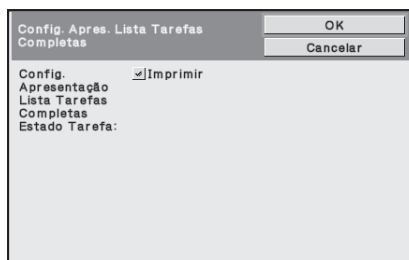 Config. Apres. Lista Tarefas
Completas
OK
Cancelar
Config.
Apresentação
Lista Tarefas
Completas
Estado Tarefa:
Imprimir